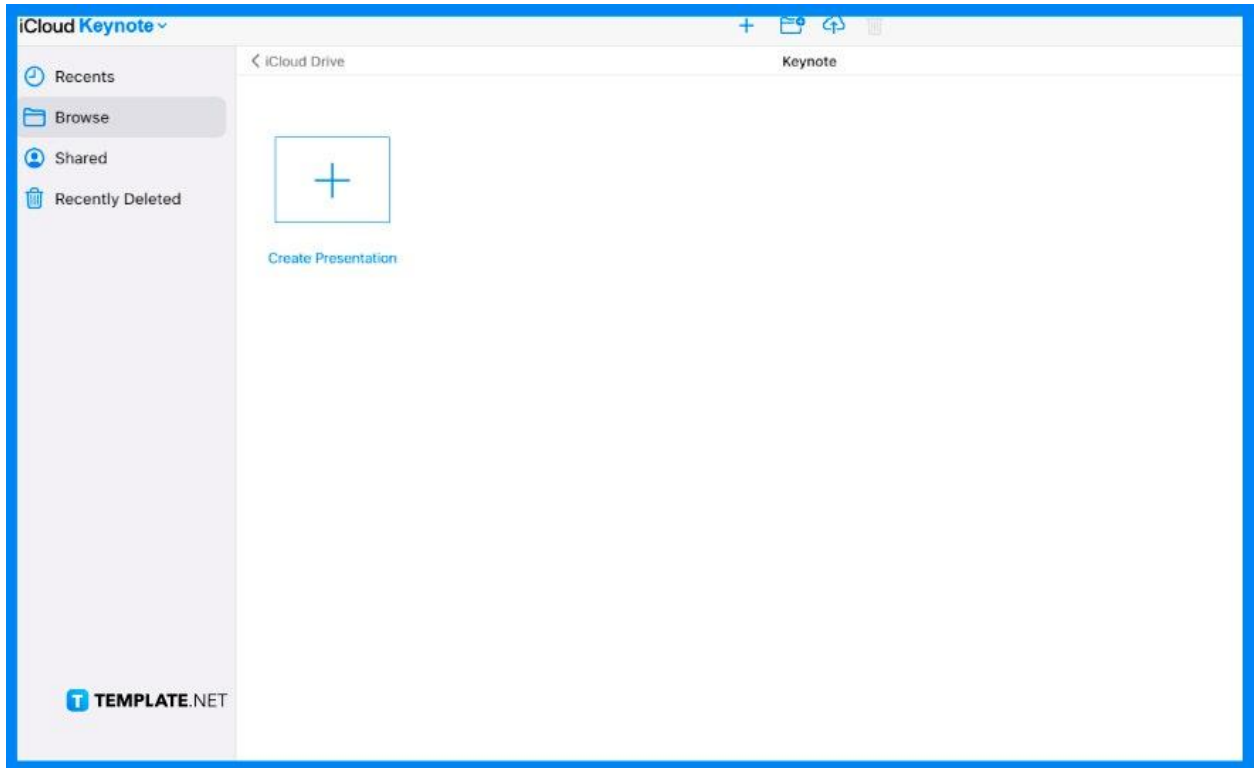 iCloud Keynote
Recents
Browse
Shared
Recently Deleted
iCloud Drive
Keynote
Create Presentation
T TEMPLATE.NET